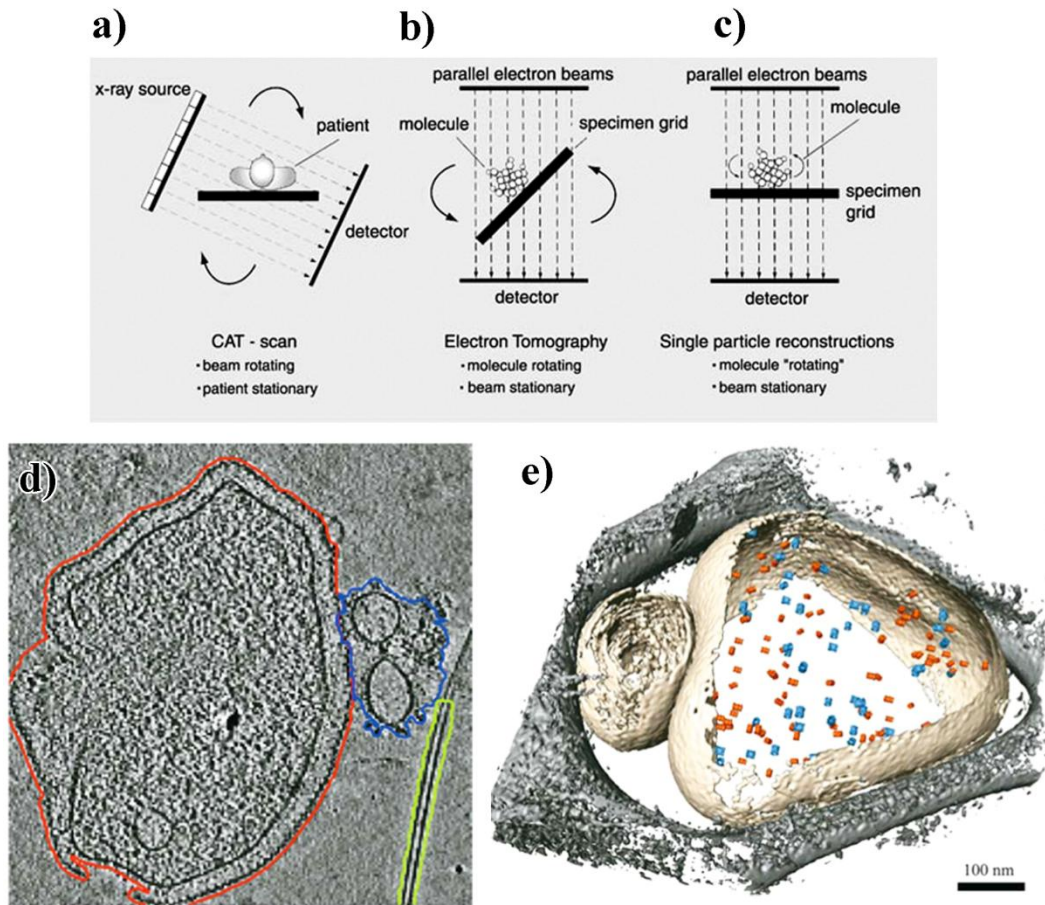 a)
b)
c)
x-ray source
patient
detector
CAT - scan
• beam rotating
• patient stationary
parallel electron beams
molecule
specimen grid
detector
Electron Tomography
• molecule rotating
• beam stationary
parallel electron beams
molecule
specimen
grid
detector
Single particle reconstructions
• molecule "rotating"
• beam stationary
d)
e)
100 nm